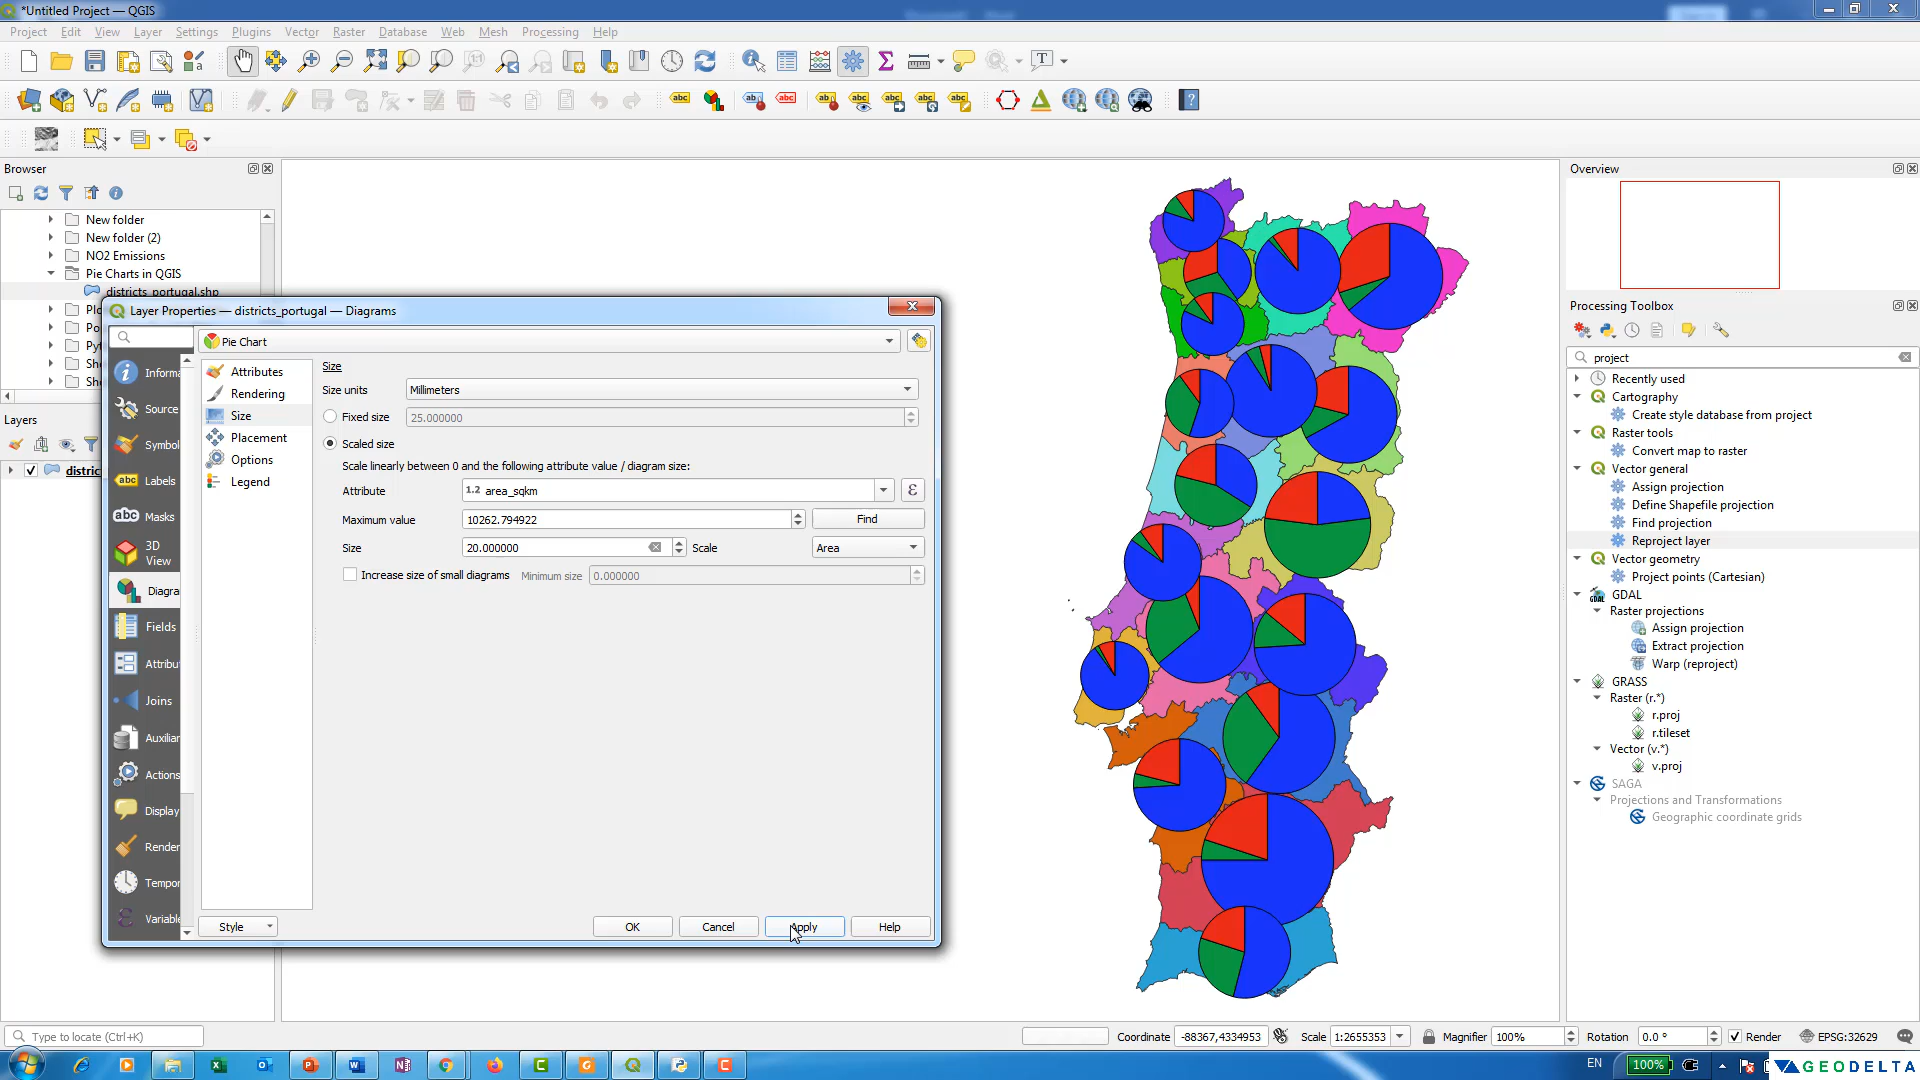 *Untitled Project — QGIS
Project Edit View Layer Settings Plugins Vector Raster Database Web Mesh Processing Help
Browser
New folder
New folder (2)
NO2 Emissions
Pie Charts in QGIS
districts_portugal.shp
Layers
Layer Properties — districts_portugal — Diagrams
Pie Chart
Source
Labels
Masks
3D
View
Fields
Joins
Actions
Display
Style
Attributes
Rendering
Size
Placement
Options
Legend
Size
Size units Millimeters
Fixed size 25.000000
Scaled size
Scale linearly between 0 and the following attribute value / diagram size:
Attribute 1.2 area_sqkm ε
Maximum value 10262.794922 Find
Size 20.000000 Scale Area
Increase size of small diagrams Minimum size 0.000000
OK Cancel Apply Help
Overview
Processing Toolbox
project
Recently used
Cartography
Create style database from project
Raster tools
Convert map to raster
Vector general
Assign projection
Define Shapefile projection
Find projection
Reproject layer
Vector geometry
Project points (Cartesian)
GDAL
Raster projections
Assign projection
Extract projection
Warp (reproject)
GRASS
Raster (r.*)
r.proj
r.tileset
Vector (v.*)
v.proj
SAGA
Projections and Transformations
Geographic coordinate grids
Type to locate (Ctrl+K)
Coordinate -88367,4334953 Scale 1:2655353 Magnifier 100% Rotation 0.0 ° Render EPSG:32629
EN 100% GEODELTA